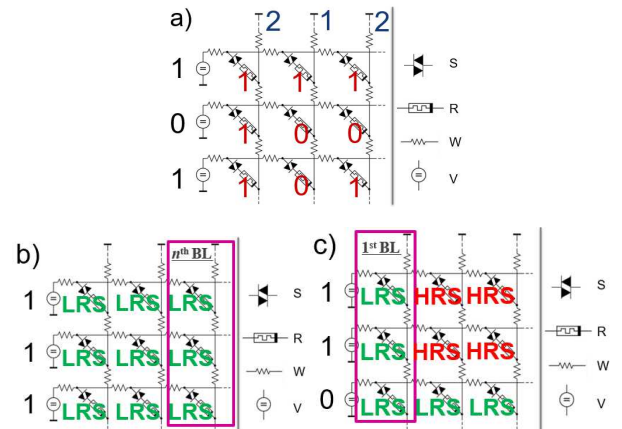 a)
2 1 2
1
1 1 1
0
1 0 0
1
1 0 1
S
R
W
V
b)
nth BL
1
LRS LRS LRS
1
LRS LRS LRS
1
LRS LRS LRS
S
R
W
V
c)
1st BL
1
LRS HRS HRS
1
LRS HRS HRS
0
LRS LRS LRS
S
R
W
V